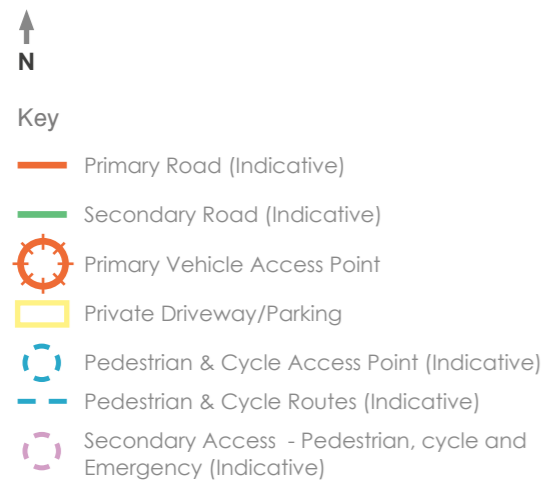 N
Key
Primary Road (Indicative)
Secondary Road (Indicative)
Primary Vehicle Access Point
Private Driveway/Parking
Pedestrian & Cycle Access Point (Indicative)
Pedestrian & Cycle Routes (Indicative)
Secondary Access - Pedestrian, cycle and
Emergency (Indicative)